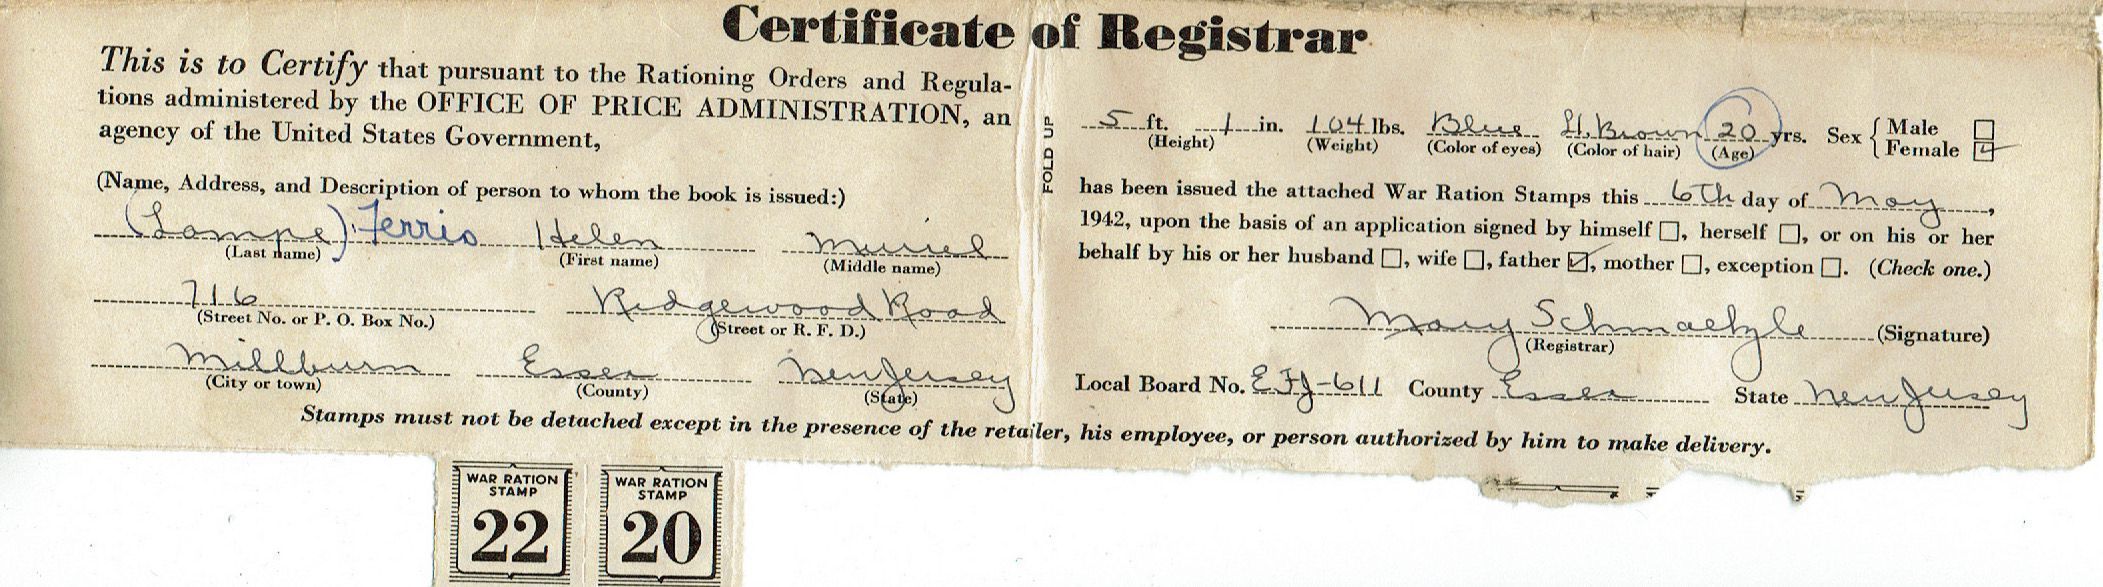 Certificate of Registrar
This is to Certify that pursuant to the Rationing Orders and Regula-
tions administered by the OFFICE OF PRICE ADMINISTRATION, an
agency of the United States Government,
(Name, Address, and Description of person to whom the book is issued:)
(Lampe) Ferris Helen Muriel
(Last name) (First name) (Middle name)
716 Ridgewood Road
(Street No. or P. O. Box No.) (Street or R. F. D.)
Millburn Essex New Jersey
(City or town) (County) (State)
FOLD UP
5 ft. 1 in. 104 lbs. Blue Lt. Brown 20 yrs. Sex { Male
Female
(Height) (Weight) (Color of eyes) (Color of hair) (Age)
has been issued the attached War Ration Stamps this 6th day of May,
1942, upon the basis of an application signed by himself ☐, herself ☐, or on his or her
behalf by his or her husband ☐, wife ☐, father ☑, mother ☐, exception ☐. (Check one.)
Mary Schmaelzle (Signature)
(Registrar)
Local Board No. EFJ-611 County Essex State New Jersey
Stamps must not be detached except in the presence of the retailer, his employee, or person authorized by him to make delivery.
WAR RATION
STAMP
22
WAR RATION
STAMP
20